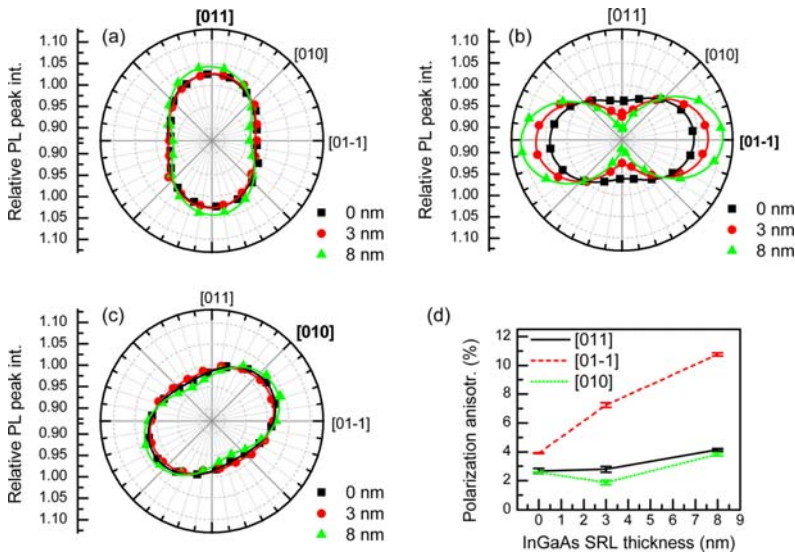 [011]
(a)
[010]
[01-1]
Relative PL peak int.
1.10
1.05
1.00
0.95
0.90
0.90
0.95
1.00
1.05
1.10
0 nm
3 nm
8 nm
[011]
(b)
[010]
[01-1]
Relative PL peak int.
1.10
1.05
1.00
0.95
0.90
0.90
0.95
1.00
1.05
1.10
0 nm
3 nm
8 nm
[011]
(c)
[010]
[01-1]
Relative PL peak int.
1.00
0.95
0.90
0.90
0.95
1.00
1.05
1.10
0 nm
3 nm
8 nm
(d)
[011]
[01-1]
[010]
Polarization anisotr. (%)
12
10
8
6
4
2
0
0 1 2 3 4 5 6 7 8 9
InGaAs SRL thickness (nm)